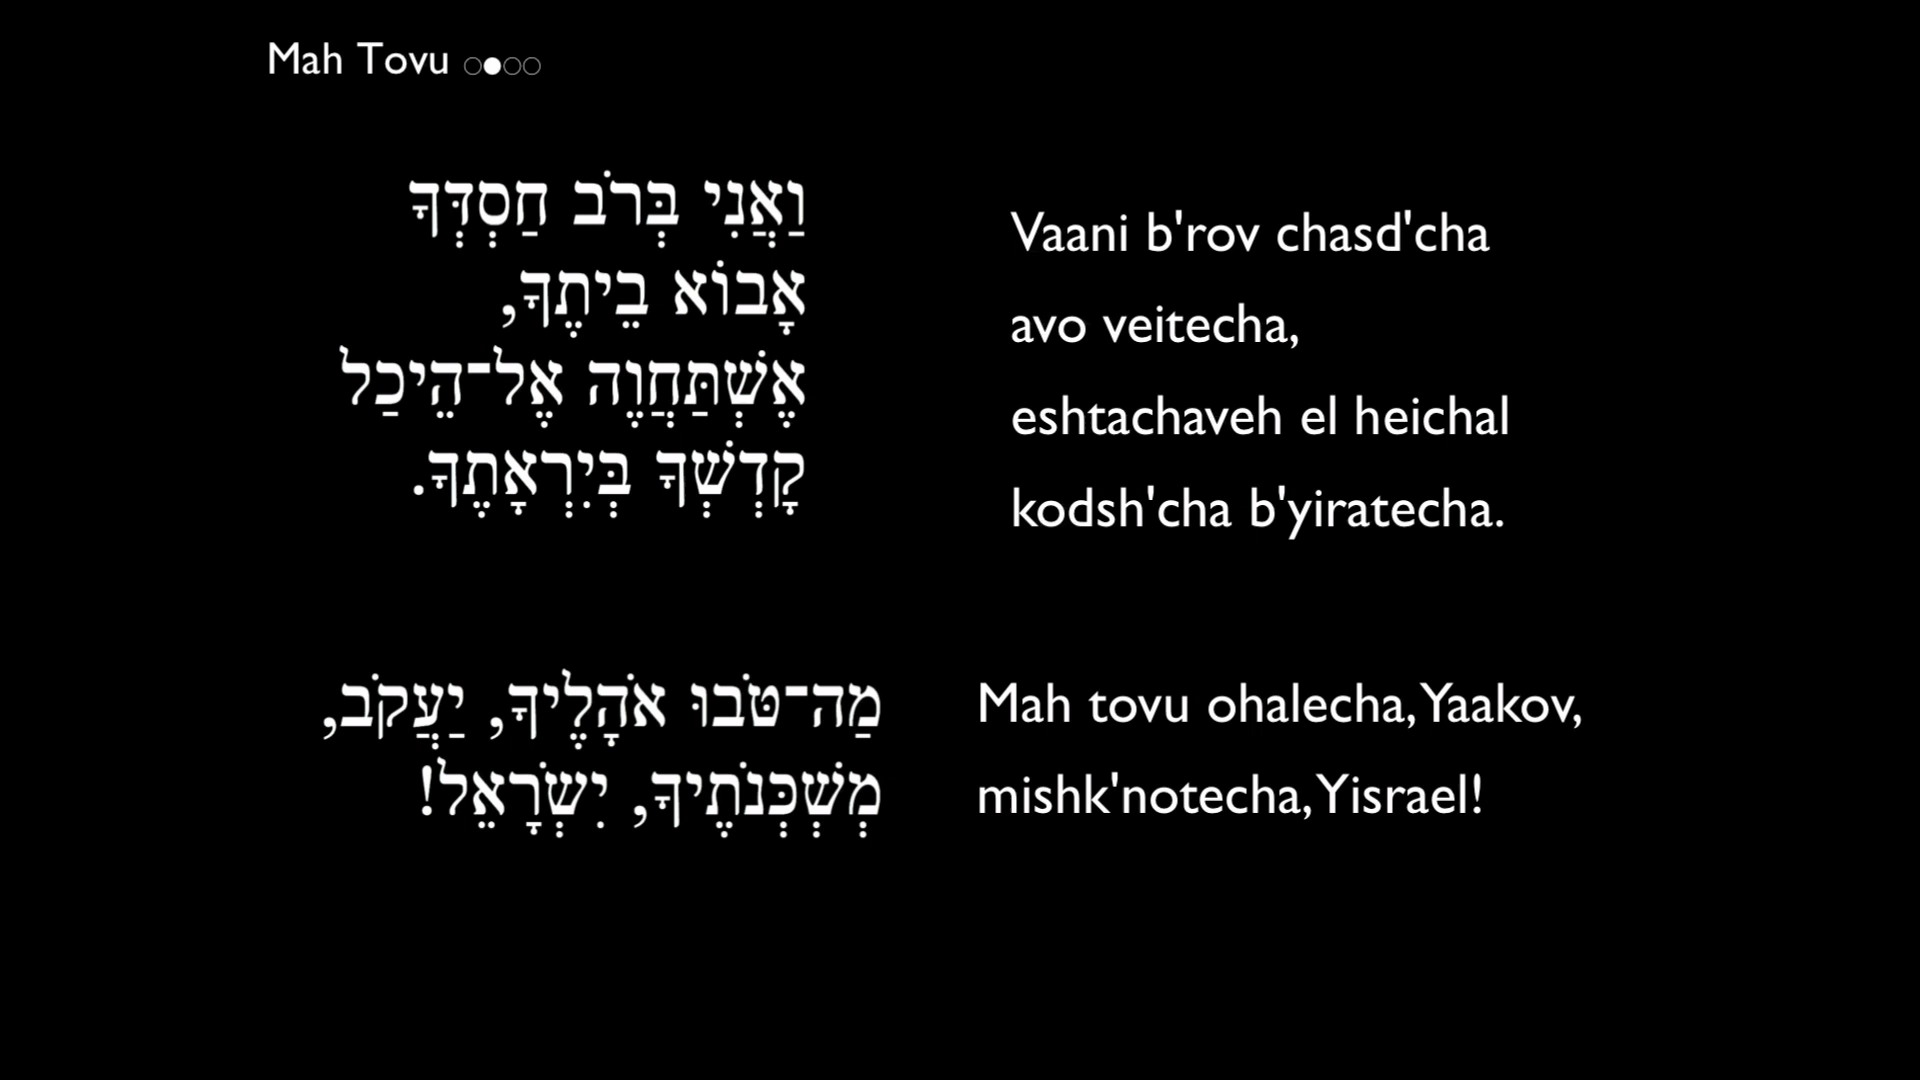 Mah Tovu
וַאֲנִי בְּרֹב חַסְדְּךָ
אָבוֹא בֵיתֶךָ,
אֶשְׁתַּחֲוֶה אֶל־הֵיכַל
קָדְשְׁךָ בְּיִרְאָתֶךָ.
Vaani b'rov chasd'cha
avo veitecha,
eshtachaveh el heichal
kodsh'cha b'yiratecha.
מַה־טֹּבוּ אֹהָלֶיךָ, יַעֲקֹב,
מְשְׁכְּנֹתֶיךָ, יִשְׂרָאֵל!
Mah tovu ohalecha, Yaakov,
mishk'notecha, Yisrael!